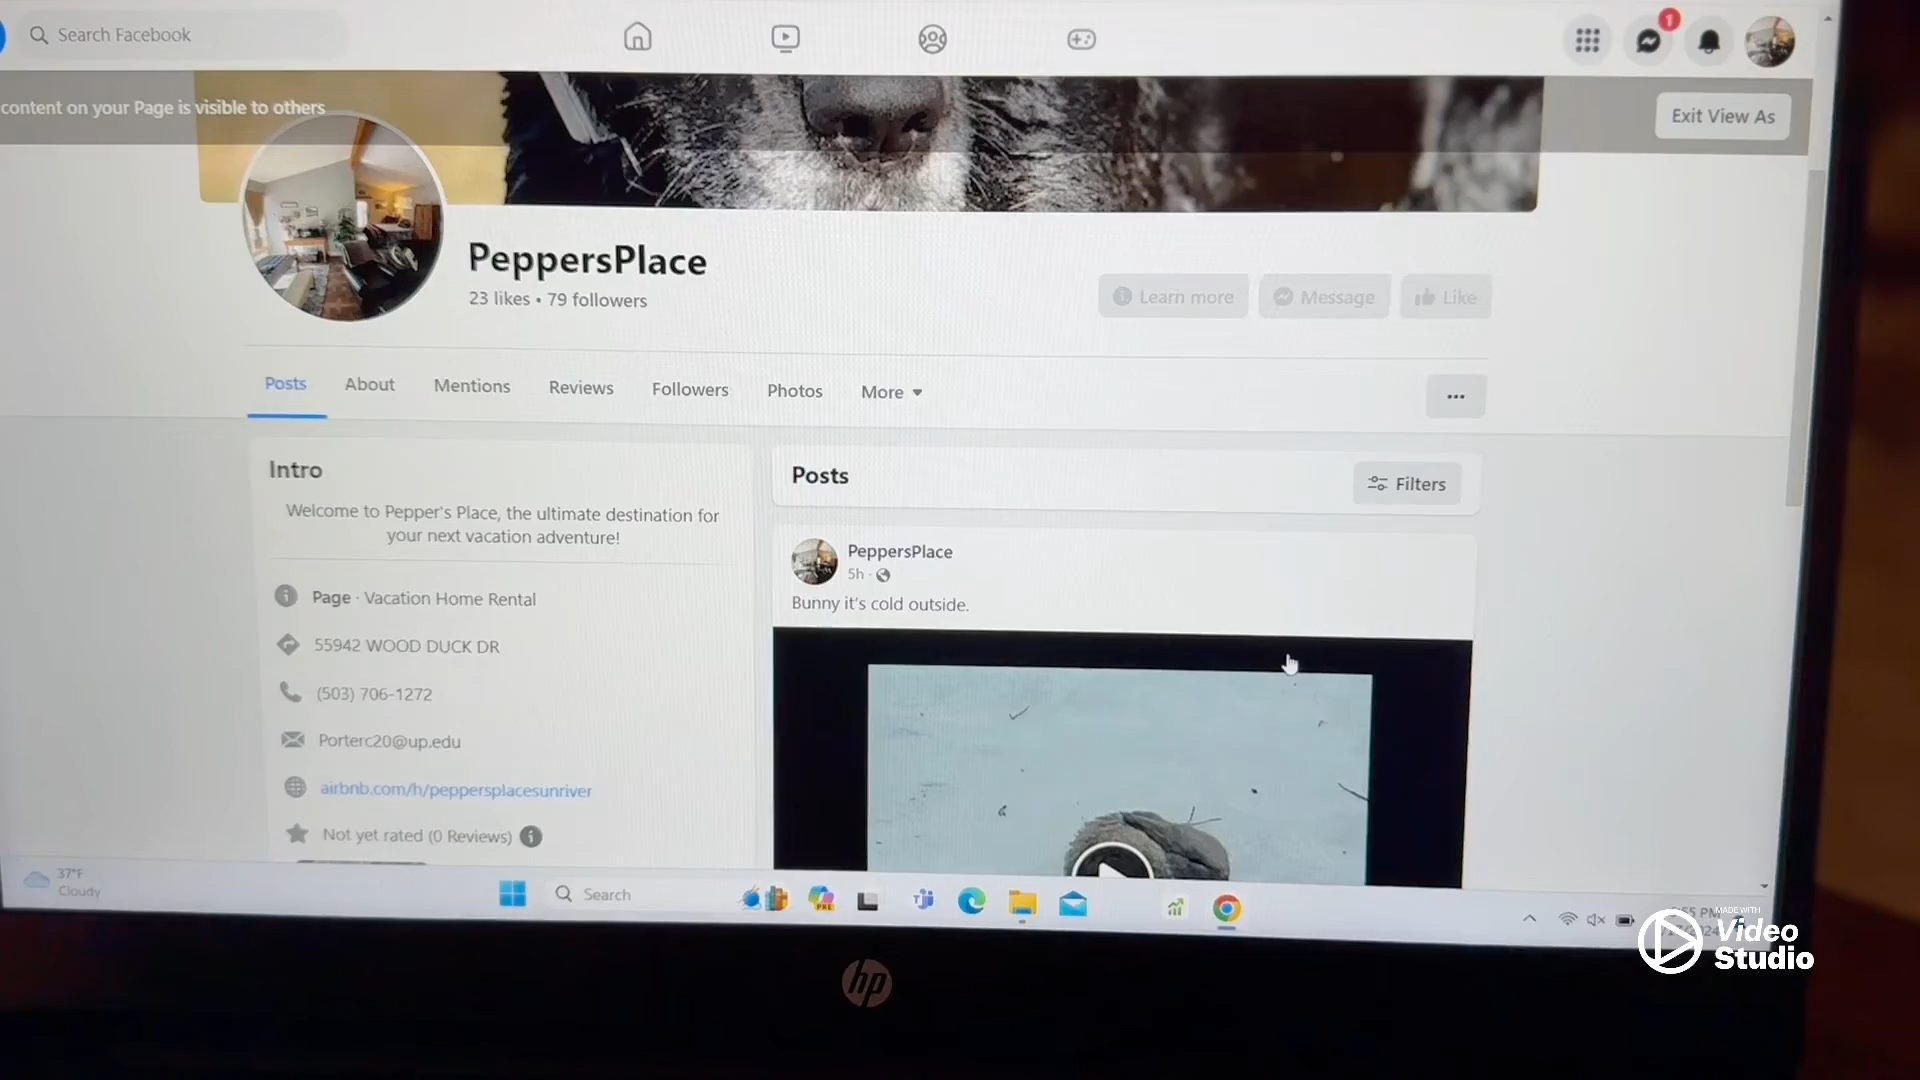 Search Facebook
1
content on your Page is visible to others
Exit View As
PeppersPlace
23 likes • 79 followers
Learn more
Message
Like
Posts
About
Mentions
Reviews
Followers
Photos
More
Intro
Welcome to Pepper's Place, the ultimate destination for
your next vacation adventure!
Page · Vacation Home Rental
55942 WOOD DUCK DR
(503) 706-1272
Porterc20@up.edu
airbnb.com/h/peppersplacesunriver
Not yet rated (0 Reviews)
Posts
Filters
PeppersPlace
5h
Bunny it's cold outside.
37°F
Cloudy
Search
PRE
MADE WITH
Video
Studio
hp